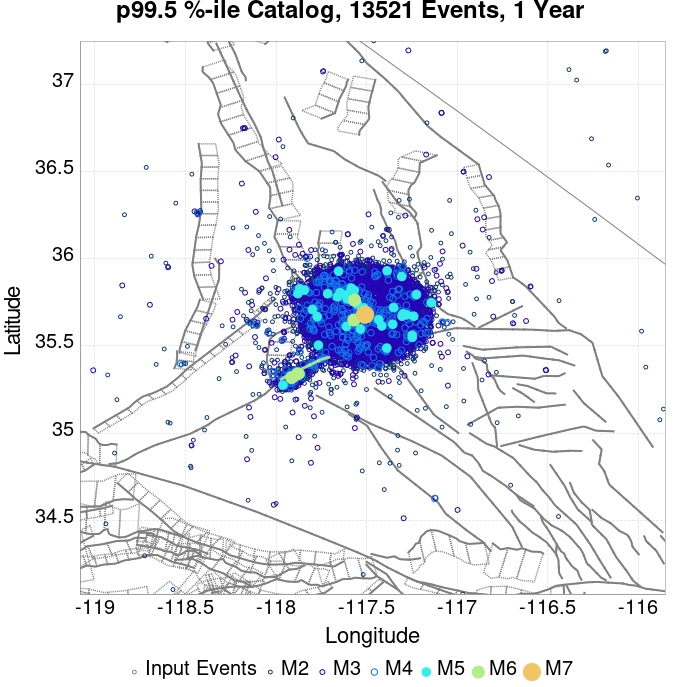 p99.5 %-ile Catalog, 13521 Events, 1 Year
37
36.5
36
35.5
35
34.5
Latitude
-119 -118.5 -118 -117.5 -117 -116.5 -116
Longitude
Input Events M2 M3 M4 M5 M6 M7